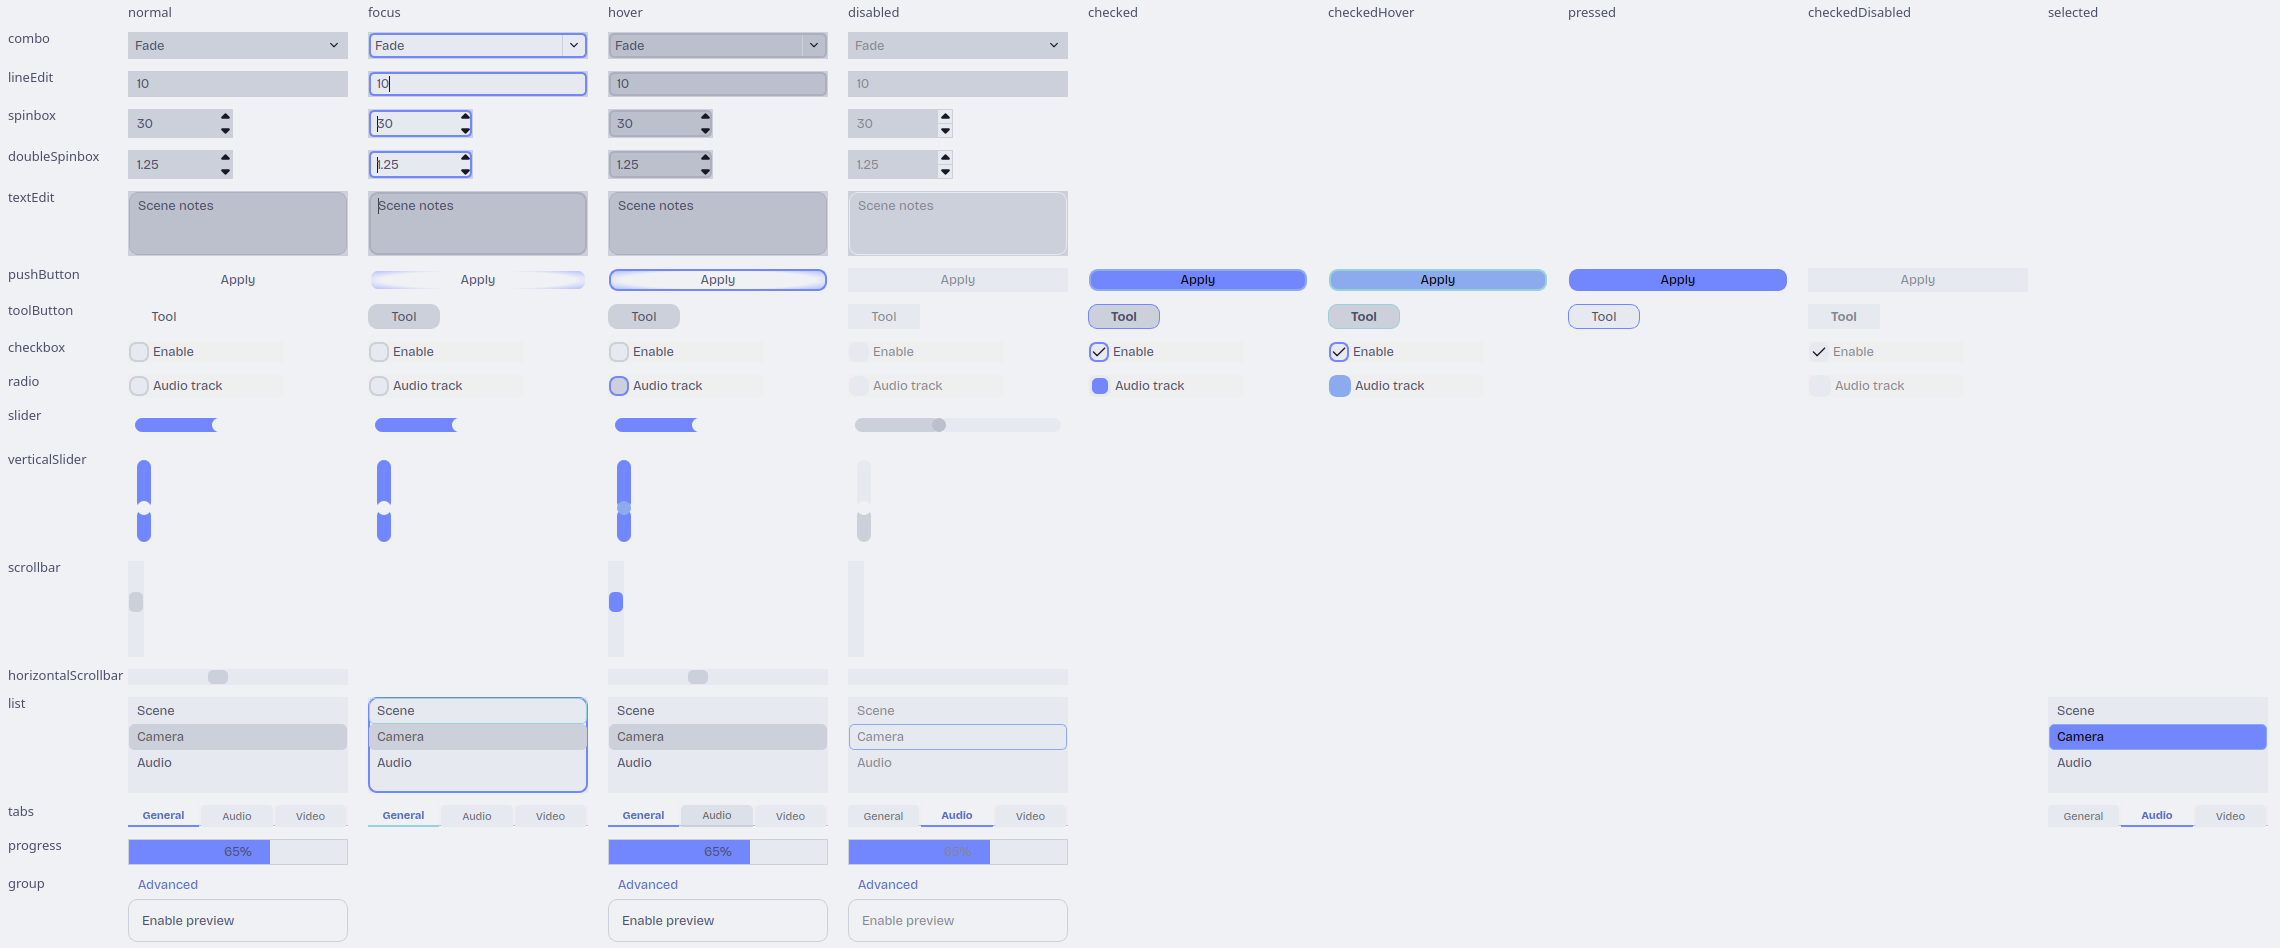 normal focus hover disabled checked checkedHover pressed checkedDisabled selected
combo Fade Fade Fade Fade
lineEdit 10 10 10 10
spinbox 30 30 30 30
doubleSpinbox 1.25 1.25 1.25 1.25
textEdit Scene notes Scene notes Scene notes Scene notes
pushButton Apply Apply Apply Apply Apply Apply Apply Apply
toolButton Tool Tool Tool Tool Tool Tool Tool Tool
checkbox Enable Enable Enable Enable Enable Enable Enable
radio Audio track Audio track Audio track Audio track Audio track Audio track Audio track
slider
verticalSlider
scrollbar
horizontalScrollbar
list Scene Scene Scene Scene Scene
Camera Camera Camera Camera Camera
Audio Audio Audio Audio Audio
tabs General Audio Video General Audio Video General Audio Video General Audio Video General Audio Video
progress 65% 65% 65%
group Advanced Advanced Advanced
Enable preview Enable preview Enable preview